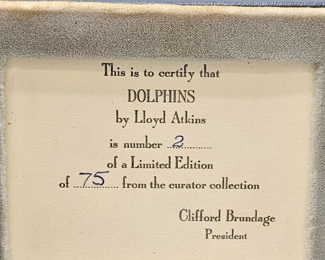 This is to certify that
DOLPHINS
by Lloyd Atkins
is number 2
of a Limited Edition
of 75 from the curator collection
Clifford Brundage
President